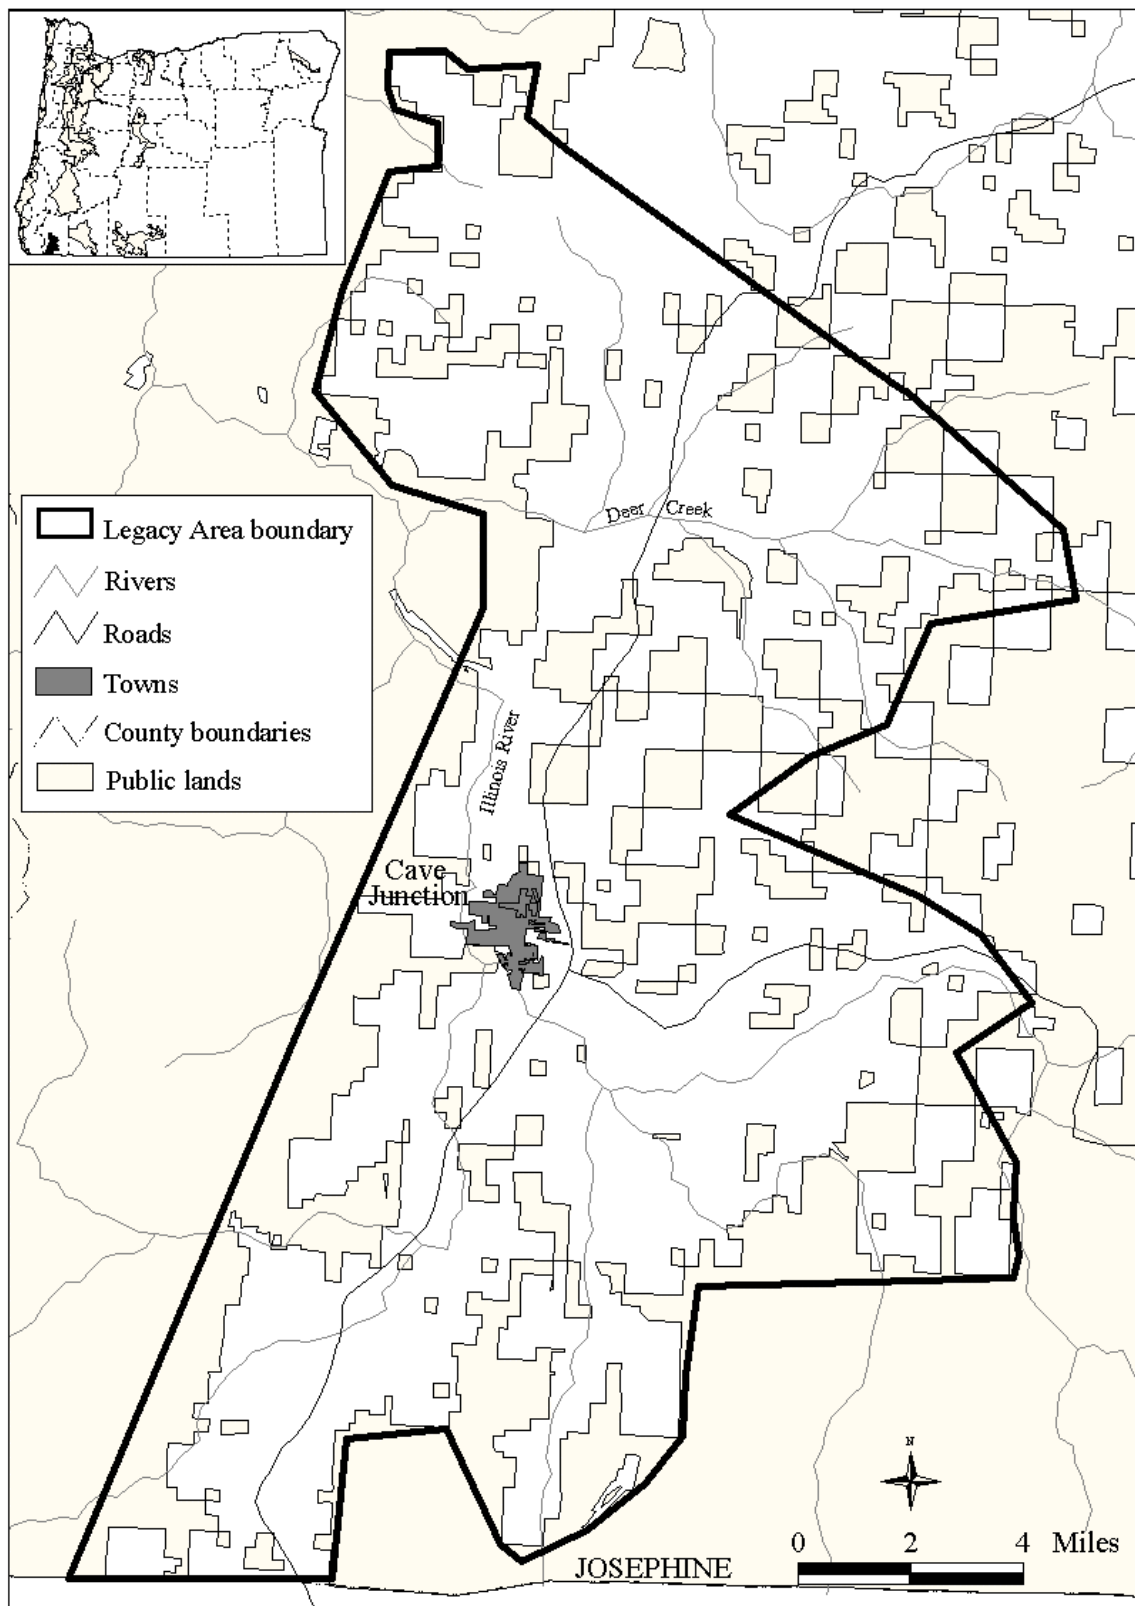 Deer Creek
Legacy Area boundary
Rivers
Roads
Towns
County boundaries
Public lands
Illinois River
Cave
Junction
N
0 2 4 Miles
JOSEPHINE